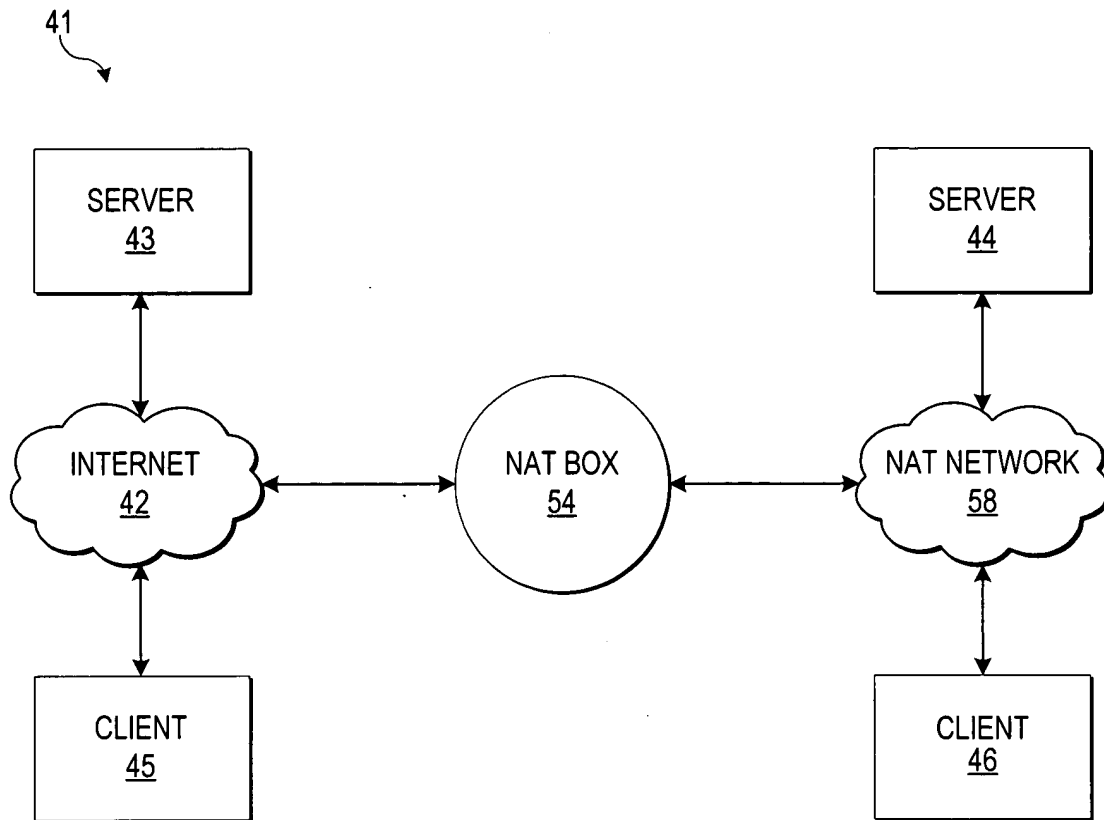 41
SERVER
43
SERVER
44
INTERNET
42
NAT BOX
54
NAT NETWORK
58
CLIENT
45
CLIENT
46